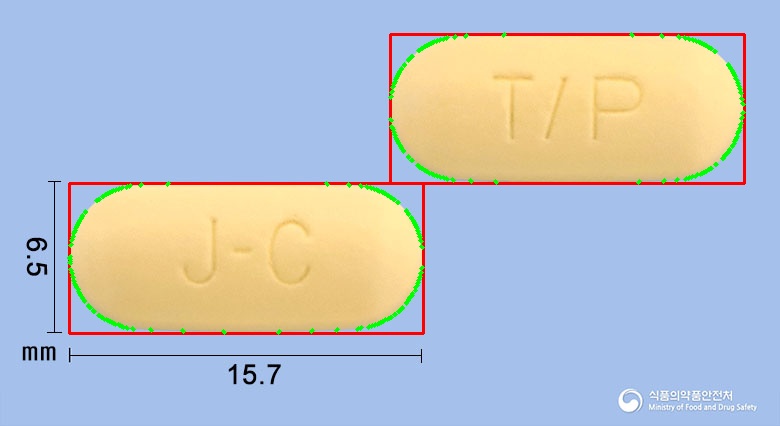 T/P
J-C
6.5
mm
15.7
식품의약품안전처
Ministry of Food and Drug Safety